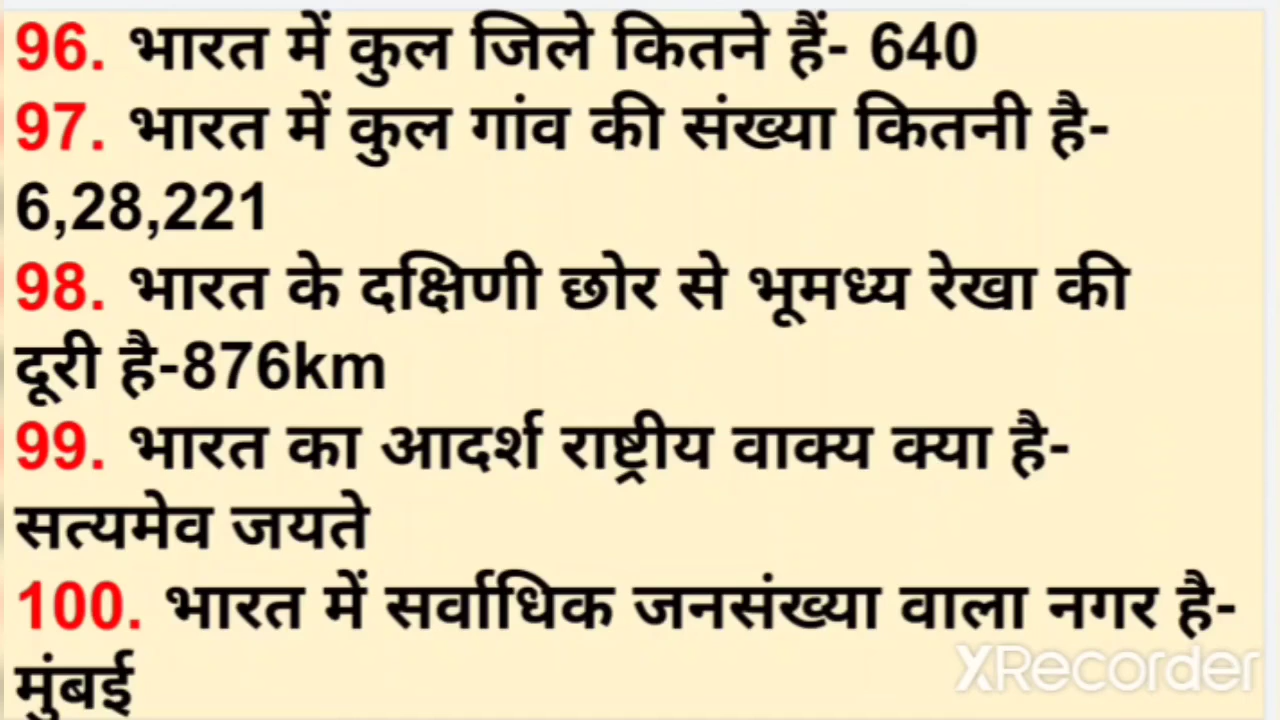 96. भारत में कुल जिले कितने हैं- 640
97. भारत में कुल गांव की संख्या कितनी है-
6,28,221
98. भारत के दक्षिणी छोर से भूमध्य रेखा की
दूरी है-876km
99. भारत का आदर्श राष्ट्रीय वाक्य क्या है-
सत्यमेव जयते
100. भारत में सर्वाधिक जनसंख्या वाला नगर है-
मुंबई
XRecorder